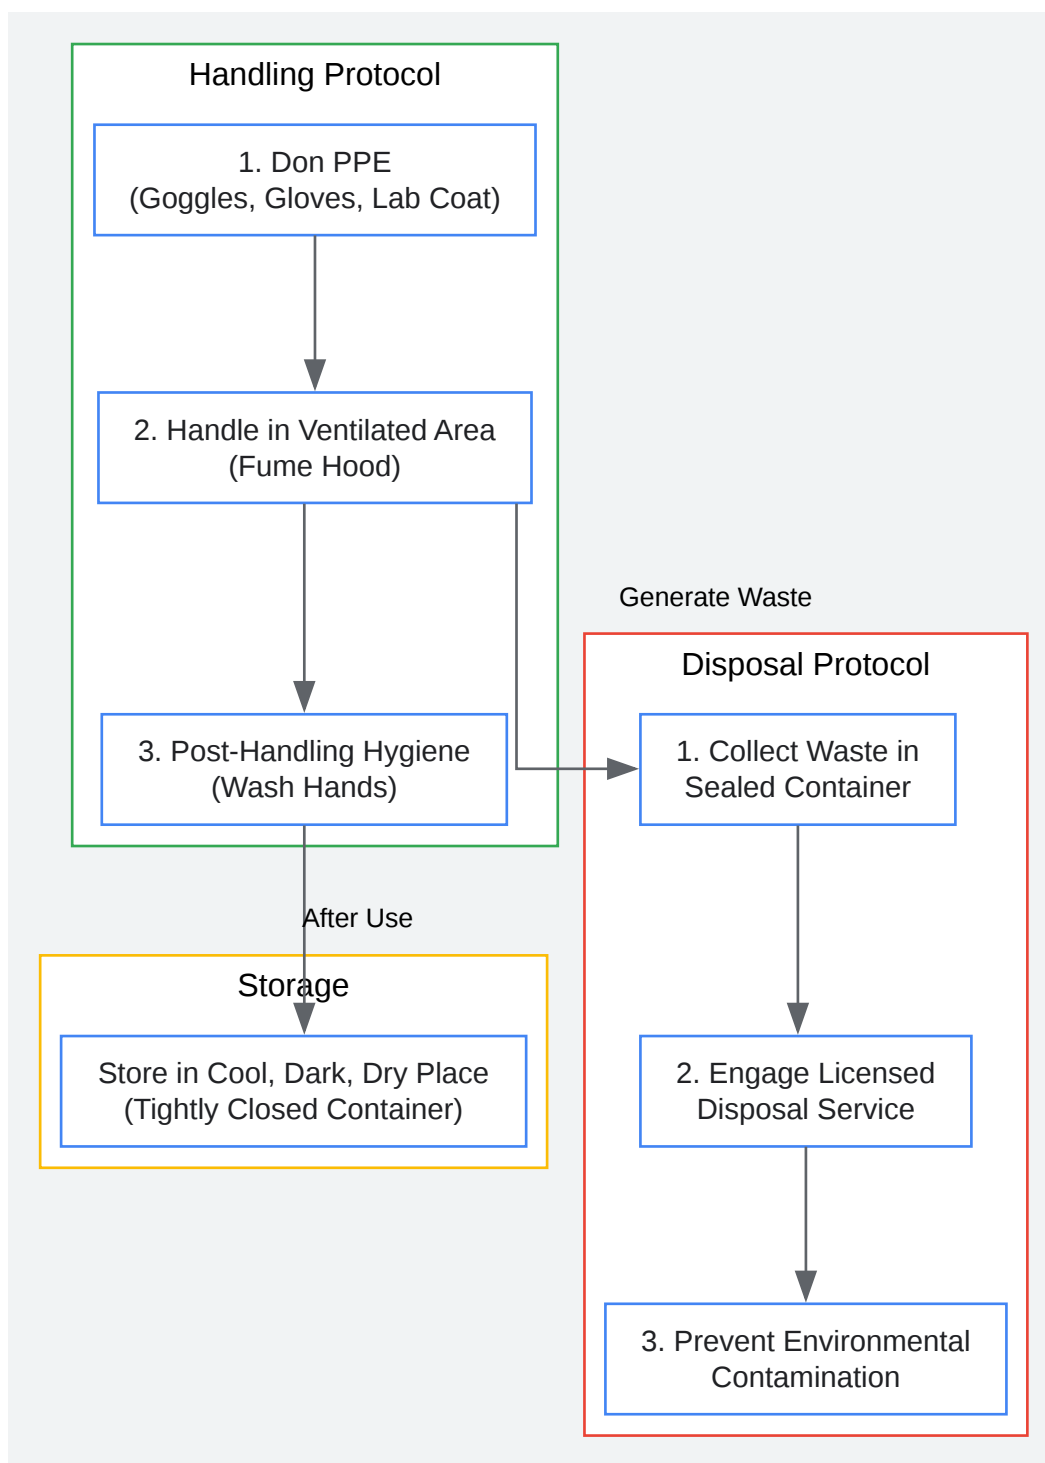 Handling Protocol
1. Don PPE
(Goggles, Gloves, Lab Coat)
2. Handle in Ventilated Area
(Fume Hood)
3. Post-Handling Hygiene
(Wash Hands)
After Use
Storage
Store in Cool, Dark, Dry Place
(Tightly Closed Container)
Generate Waste
Disposal Protocol
1. Collect Waste in
Sealed Container
2. Engage Licensed
Disposal Service
3. Prevent Environmental
Contamination